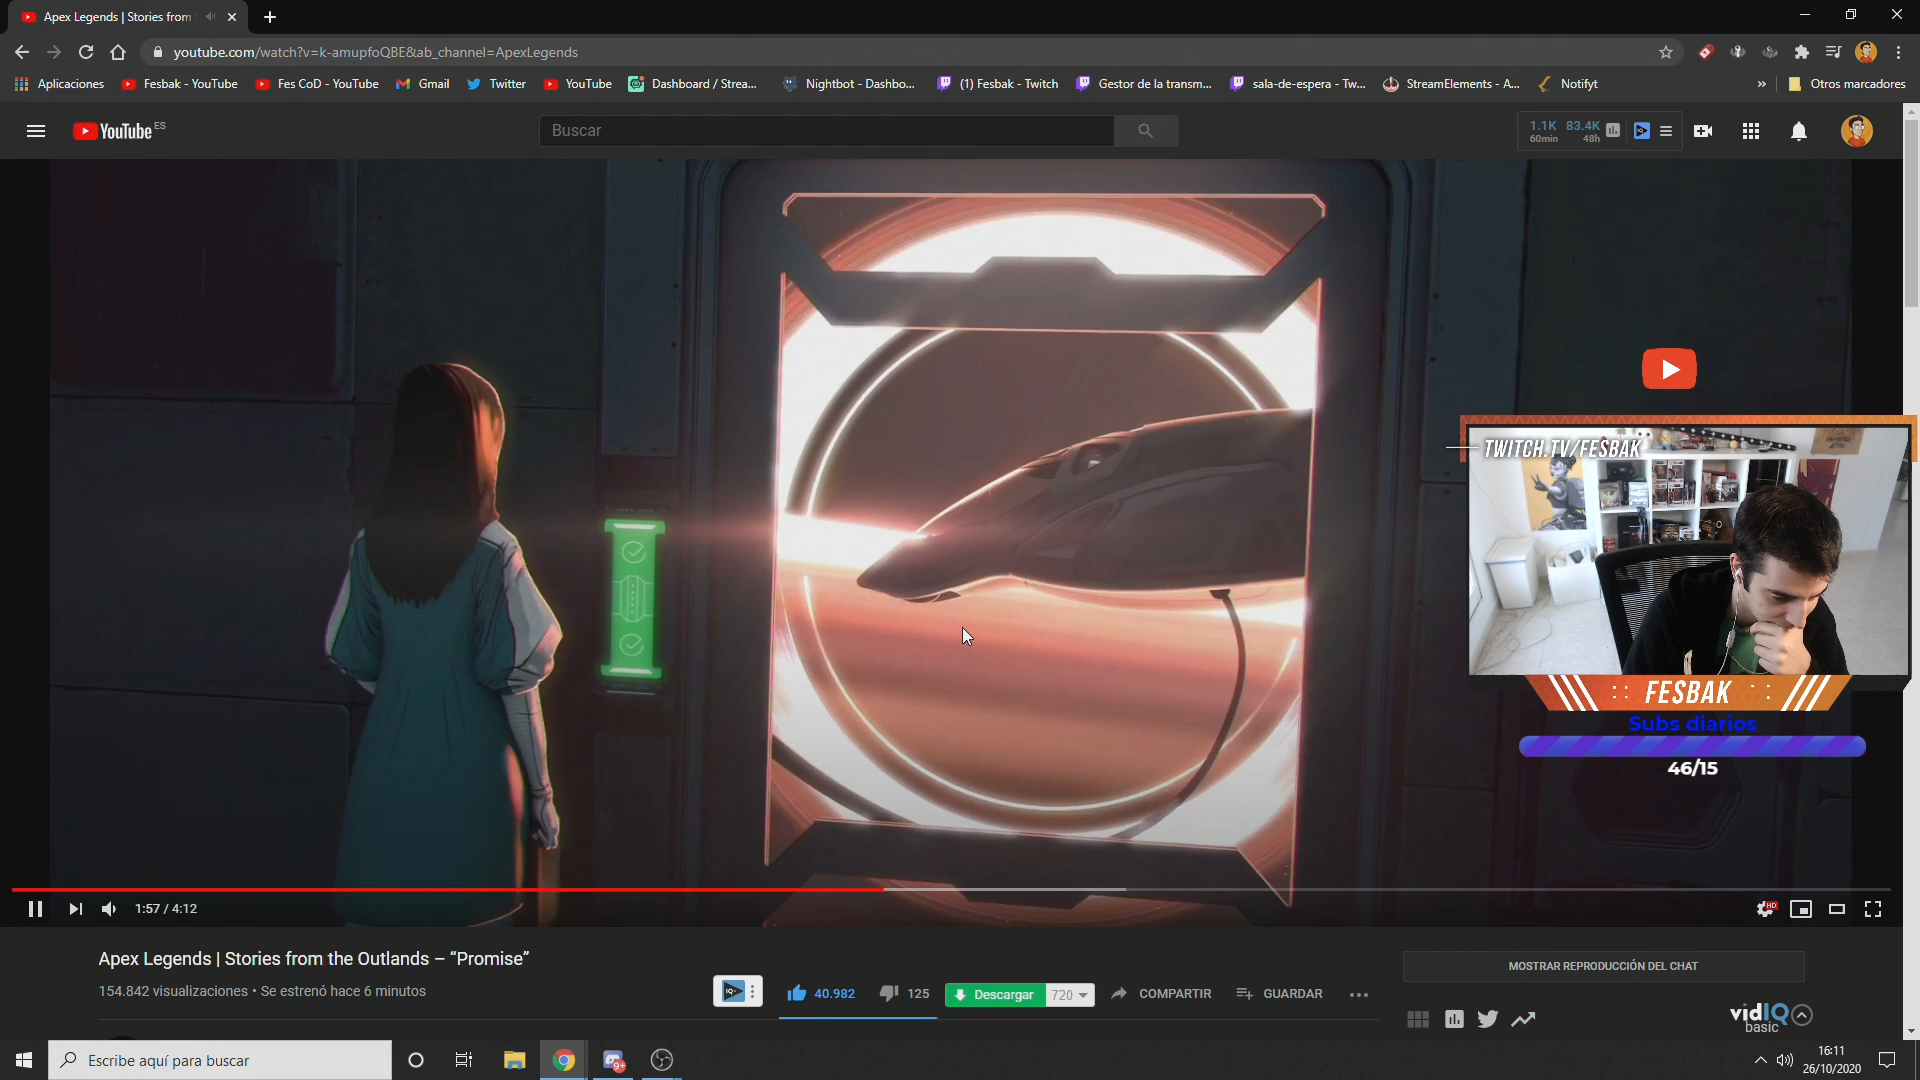 Apex Legends | Stories from
youtube.com/watch?v=k-amupfoQBE&ab_channel=ApexLegends
Aplicaciones
Fesbak - YouTube
Fes CoD - YouTube
Gmail
Twitter
YouTube
Dashboard / Strea...
Nightbot - Dashbo...
(1) Fesbak - Twitch
Gestor de la transm...
sala-de-espera - Tw...
StreamElements - A...
Notifyt
»
Otros marcadores
YouTube ES
Buscar
1.1K 83.4K
60min 48h
TWITCH.TV/FESBAK
FESBAK
Subs diarios
46/15
1:57 / 4:12
HD
Apex Legends | Stories from the Outlands – “Promise”
154.842 visualizaciones • Se estrenó hace 6 minutos
IQ
40.982
125
Descargar
720
COMPARTIR
GUARDAR
MOSTRAR REPRODUCCIÓN DEL CHAT
vidIQ
basic
Escribe aquí para buscar
9+
16:11
26/10/2020